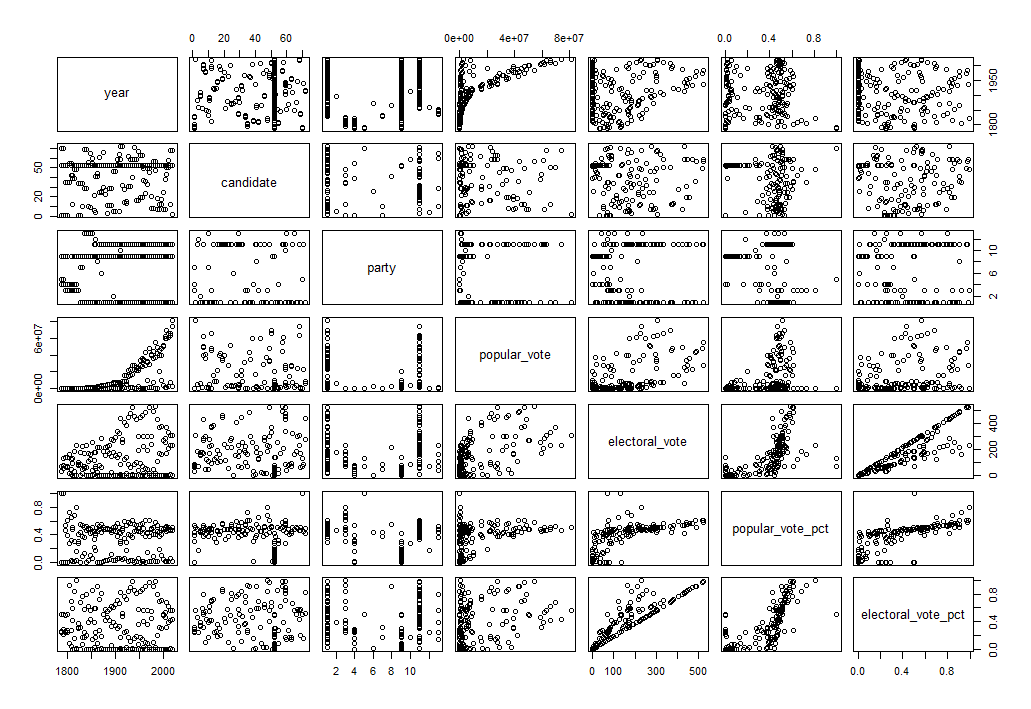 0 20 40 60 0e+00 4e+07 8e+07 0.0 0.4 0.8
year 1800 1950
0 20 50 candidate
party 2 6 10
0e+00 6e+07 popular_vote
electoral_vote 0 200 400
0.0 0.4 0.8 popular_vote_pct
electoral_vote_pct 0.0 0.4 0.8
1800 1900 2000 2 4 6 8 10 0 100 300 500 0.0 0.4 0.8